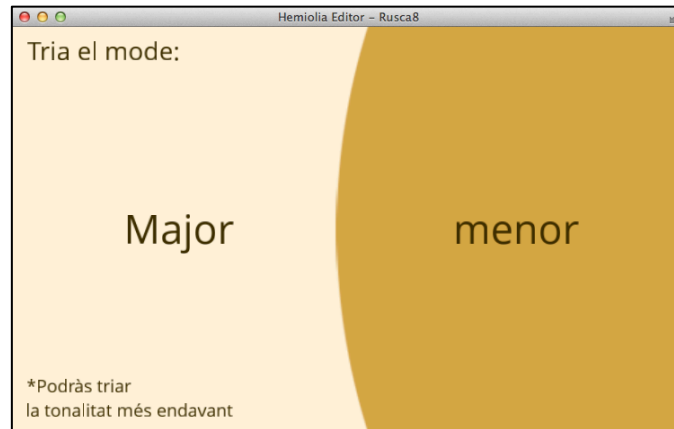 Hemiolia Editor – Rusca8
Tria el mode:
Major
menor
*Podràs triar
la tonalitat més endavant